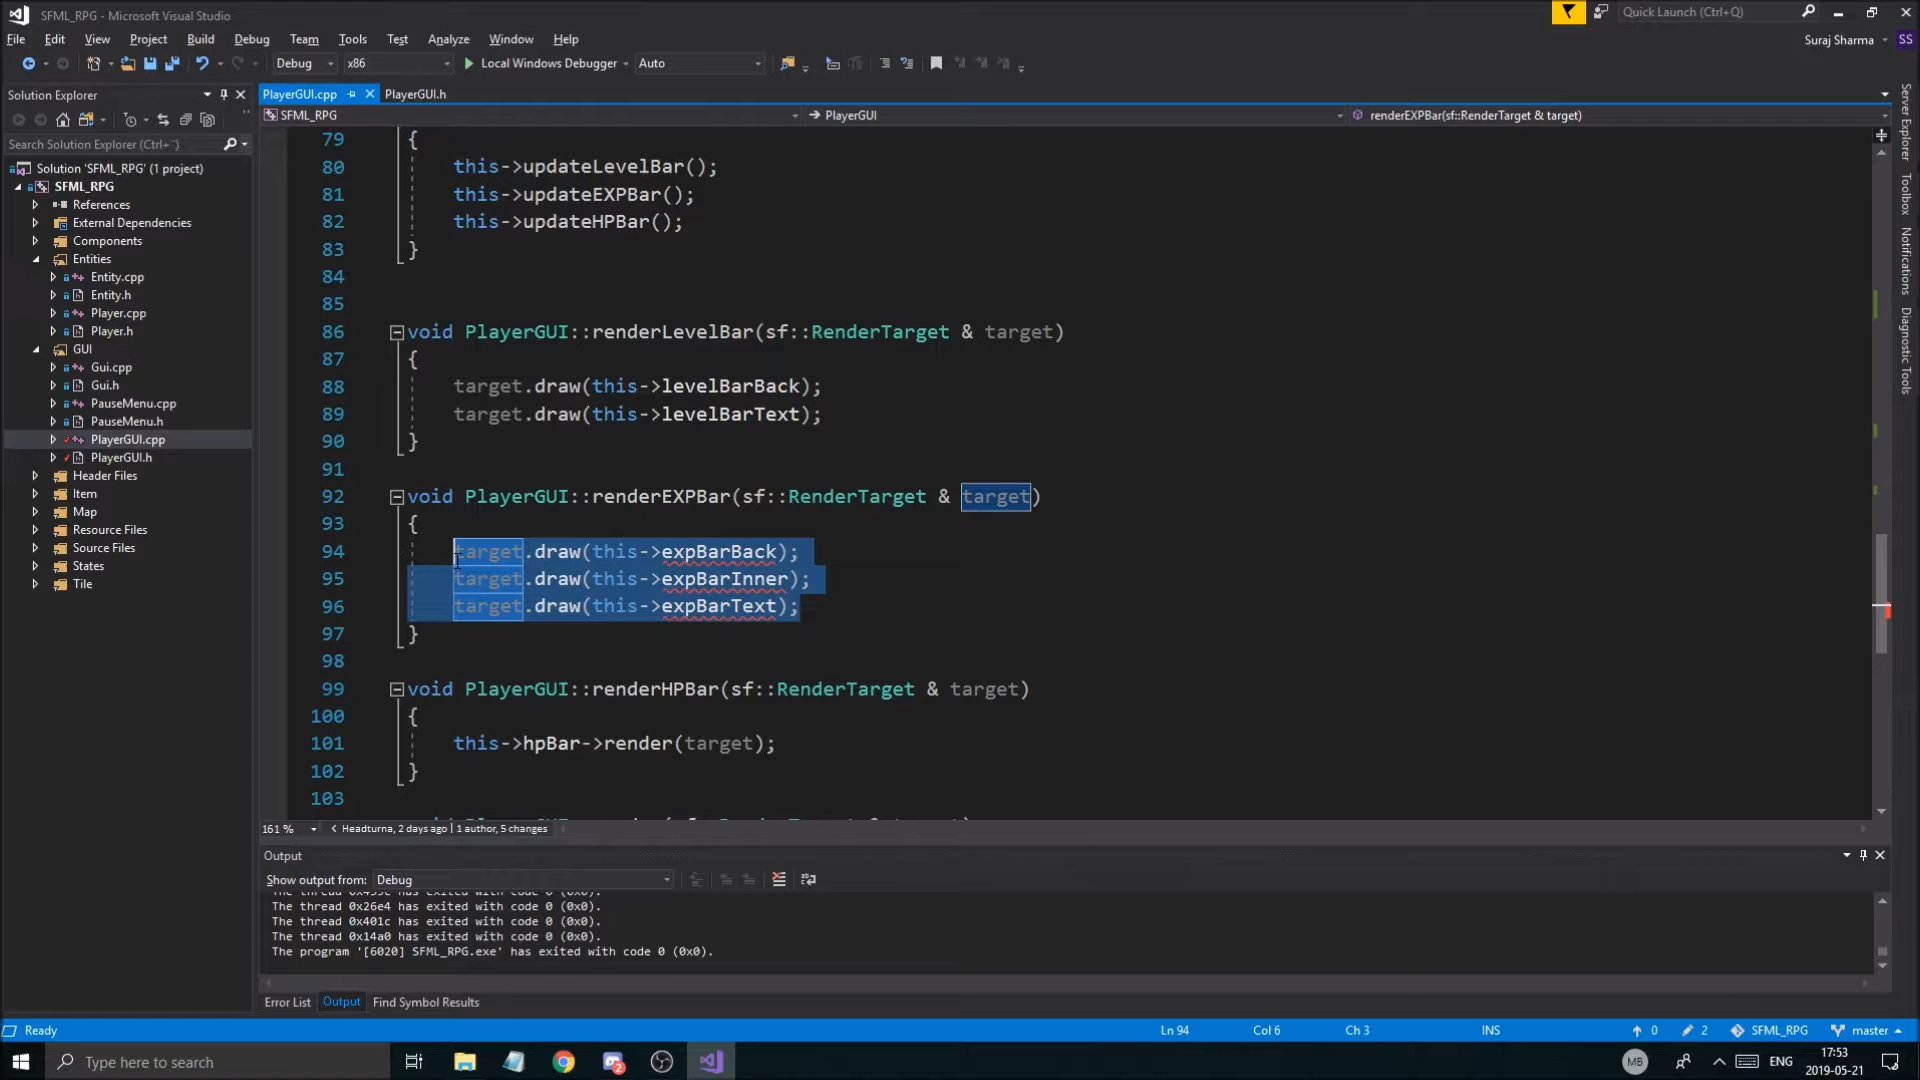 SFML_RPG - Microsoft Visual Studio
Quick Launch (Ctrl+Q)
File Edit View Project Build Debug Team Tools Test Analyze Window Help
Suraj Sharma SS
Debug x86 Local Windows Debugger Auto
Solution Explorer
PlayerGUI.cpp PlayerGUI.h
SFML_RPG PlayerGUI renderEXPBar(sf::RenderTarget & target)
Search Solution Explorer (Ctrl+¨)
Solution 'SFML_RPG' (1 project)
SFML_RPG
References
External Dependencies
Components
Entities
Entity.cpp
Entity.h
Player.cpp
Player.h
GUI
Gui.cpp
Gui.h
PauseMenu.cpp
PauseMenu.h
PlayerGUI.cpp
PlayerGUI.h
Header Files
Item
Map
Resource Files
Source Files
States
Tile
79 {
80 this->updateLevelBar();
81 this->updateEXPBar();
82 this->updateHPBar();
83 }
84
85
86 void PlayerGUI::renderLevelBar(sf::RenderTarget & target)
87 {
88 target.draw(this->levelBarBack);
89 target.draw(this->levelBarText);
90 }
91
92 void PlayerGUI::renderEXPBar(sf::RenderTarget & target)
93 {
94 target.draw(this->expBarBack);
95 target.draw(this->expBarInner);
96 target.draw(this->expBarText);
97 }
98
99 void PlayerGUI::renderHPBar(sf::RenderTarget & target)
100 {
101 this->hpBar->render(target);
102 }
103
Server Explorer
Toolbox
Notifications
Diagnostic Tools
161 % Headturna, 2 days ago | 1 author, 5 changes
Output
Show output from: Debug
The thread 0x26e4 has exited with code 0 (0x0).
The thread 0x401c has exited with code 0 (0x0).
The thread 0x14a0 has exited with code 0 (0x0).
The program '[6020] SFML_RPG.exe' has exited with code 0 (0x0).
Error List Output Find Symbol Results
Ready Ln 94 Col 6 Ch 3 INS 0 2 SFML_RPG master
Type here to search
2
MB
ENG
17:53
2019-05-21